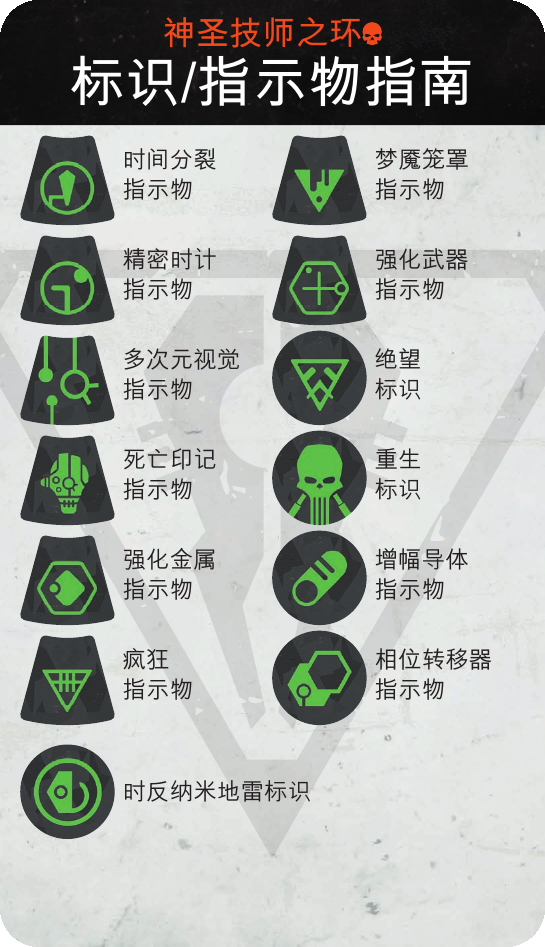 神圣技师之环
标识/指示物指南
时间分裂
指示物
梦魇笼罩
指示物
精密时计
指示物
强化武器
指示物
多次元视觉
指示物
绝望
标识
死亡印记
指示物
重生
标识
强化金属
指示物
增幅导体
指示物
疯狂
指示物
相位转移器
指示物
时反纳米地雷标识